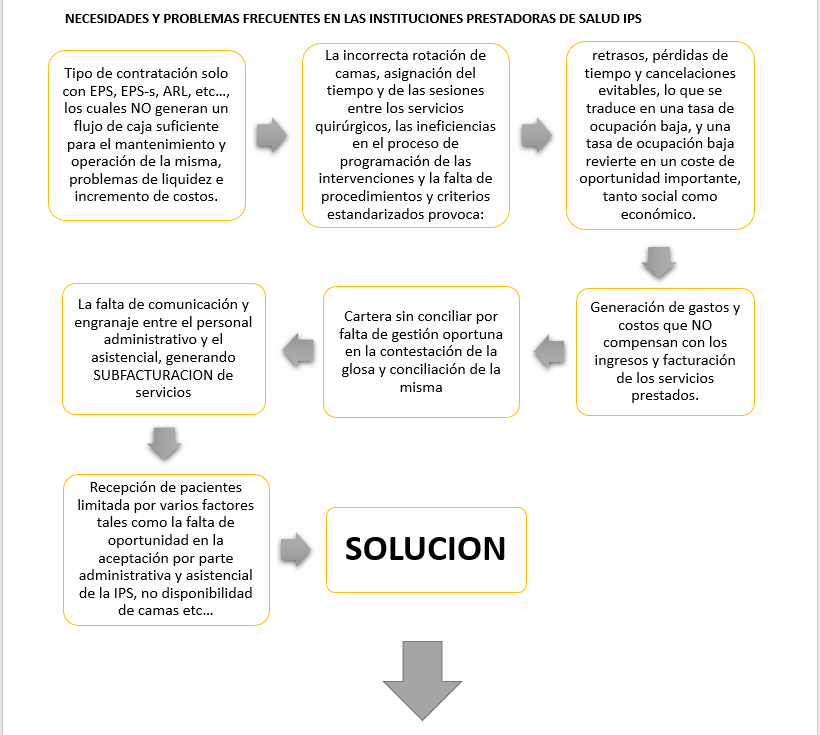 NECESIDADES Y PROBLEMAS FRECUENTES EN LAS INSTITUCIONES PRESTADORAS DE SALUD IPS
Tipo de contratación solo
con EPS, EPS-s, ARL, etc…,
los cuales NO generan un
flujo de caja suficiente
para el mantenimiento y
operación de la misma,
problemas de liquidez e
incremento de costos.
La incorrecta rotación de
camas, asignación del
tiempo y de las sesiones
entre los servicios
quirúrgicos, las ineficiencias
en el proceso de
programación de las
intervenciones y la falta de
procedimientos y criterios
estandarizados provoca:
retrasos, pérdidas de
tiempo y cancelaciones
evitables, lo que se
traduce en una tasa de
ocupación baja, y una
tasa de ocupación baja
revierte en un coste de
oportunidad importante,
tanto social como
económico.
Generación de gastos y
costos que NO
compensan con los
ingresos y facturación
de los servicios
prestados.
Cartera sin conciliar por
falta de gestión oportuna
en la contestación de la
glosa y conciliación de la
misma
La falta de comunicación y
engranaje entre el personal
administrativo y el
asistencial, generando
SUBFACTURACION de
servicios
Recepción de pacientes
limitada por varios factores
tales como la falta de
oportunidad en la
aceptación por parte
administrativa y asistencial
de la IPS, no disponibilidad
de camas etc…
SOLUCION